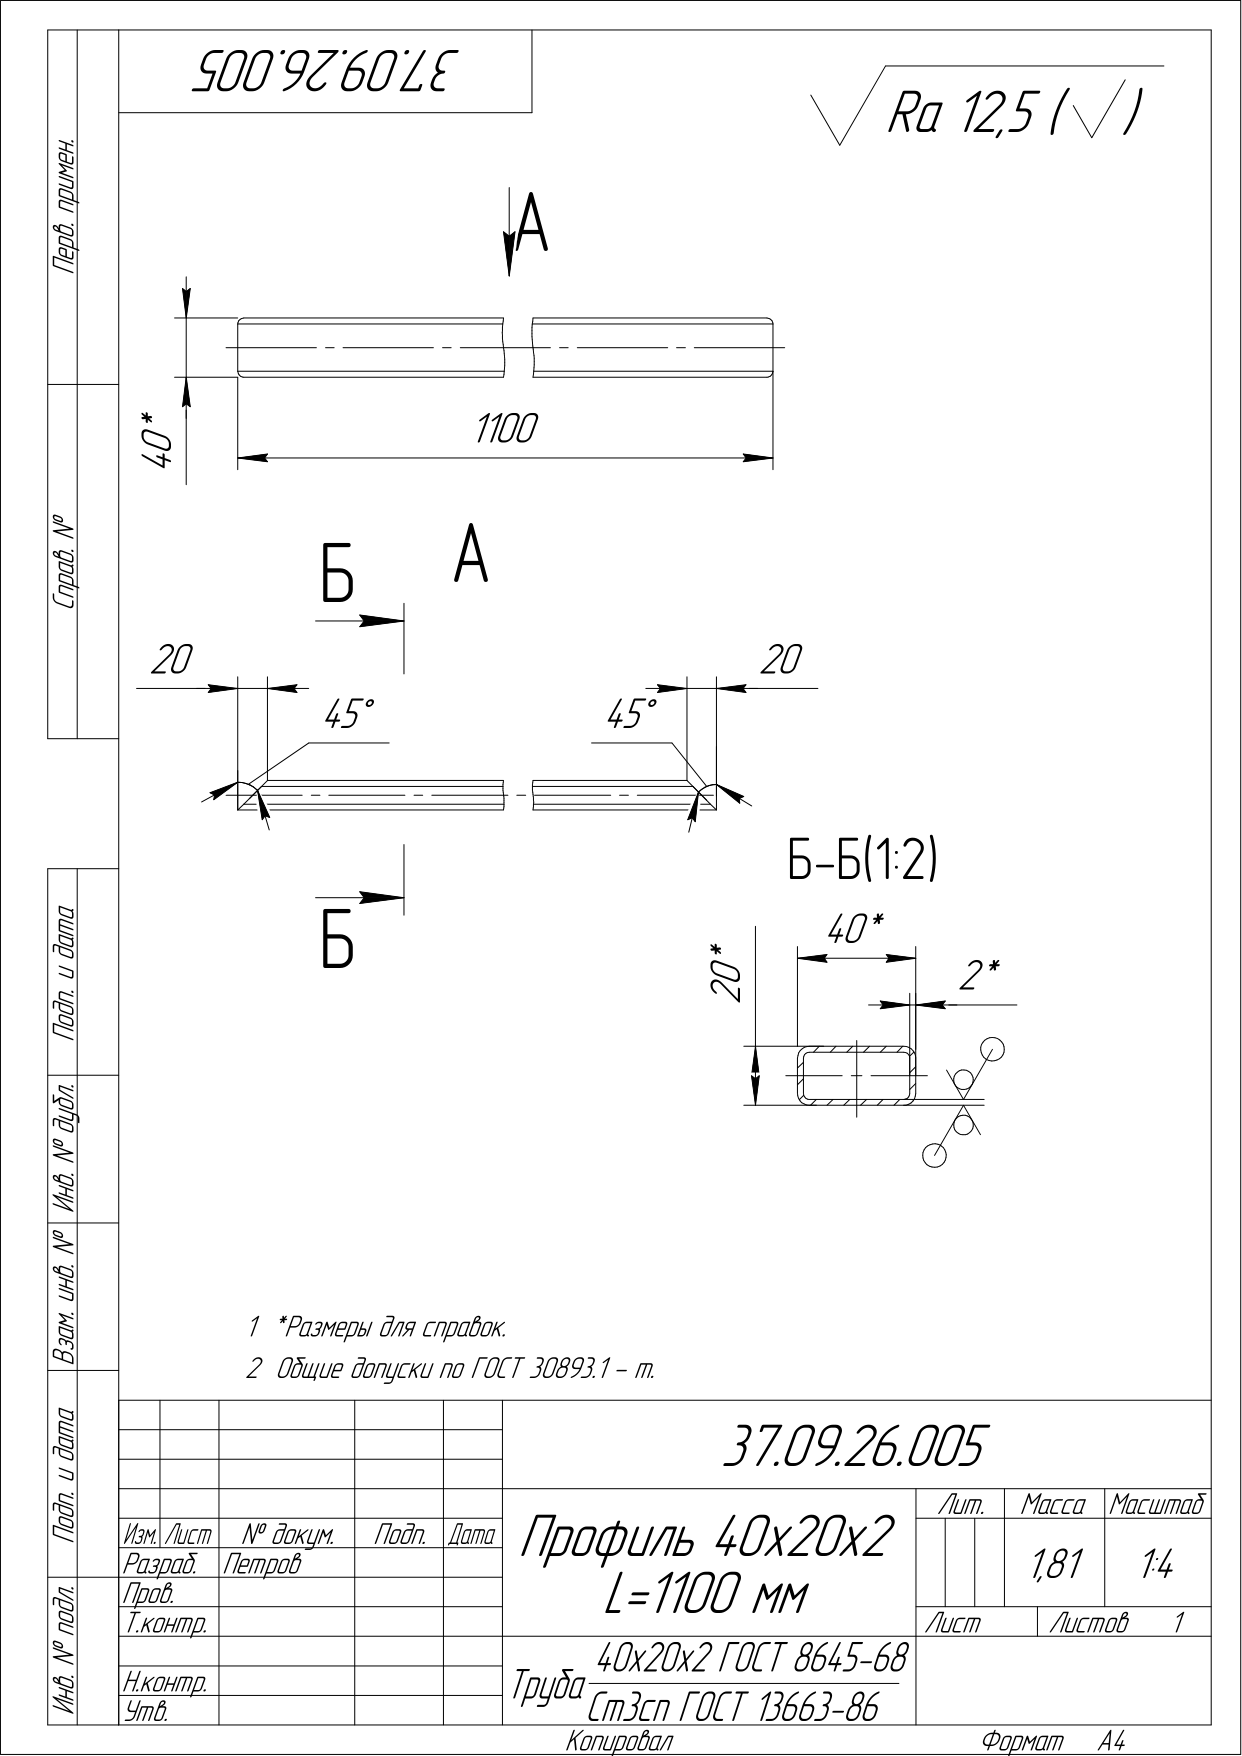 37.09.26.005
Ra 12,5 ( )
Перв. примен.
Справ. №
Подп. и дата
Инв. № дубл.
Взам. инв. №
Подп. и дата
Инв. № подл.
А
40*
1100
Б
А
20
20
45°
45°
Б
Б-Б(1:2)
40*
20*
2*
1 *Размеры для справок.
2 Общие допуски по ГОСТ 30893.1 - т.
37.09.26.005
Лит. Масса Масштаб
Изм. Лист № докум. Подп. Дата
Профиль 40х20х2
L=1100 мм
1,81 1:4
Разраб. Петров
Пров.
Т.контр.
Лист Листов 1
Н.контр.
Утв.
Труба 40х20х2 ГОСТ 8645-68
Ст3сп ГОСТ 13663-86
Копировал Формат А4